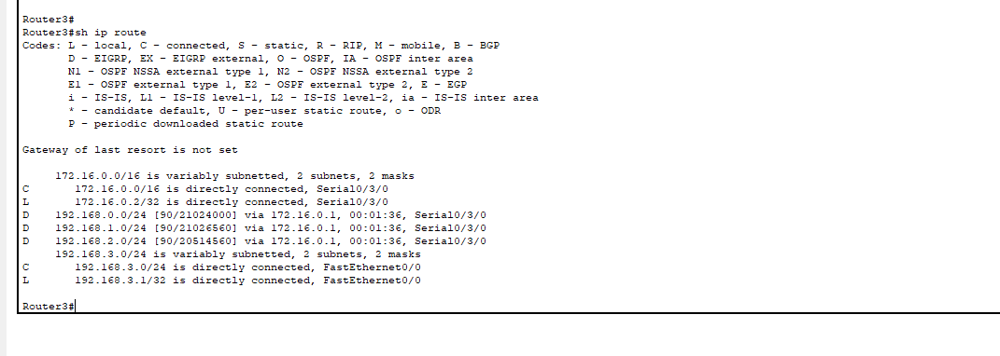 Router3#
Router3#sh ip route
Codes: L - local, C - connected, S - static, R - RIP, M - mobile, B - BGP
D - EIGRP, EX - EIGRP external, O - OSPF, IA - OSPF inter area
N1 - OSPF NSSA external type 1, N2 - OSPF NSSA external type 2
E1 - OSPF external type 1, E2 - OSPF external type 2, E - EGP
i - IS-IS, L1 - IS-IS level-1, L2 - IS-IS level-2, ia - IS-IS inter area
* - candidate default, U - per-user static route, o - ODR
P - periodic downloaded static route
Gateway of last resort is not set
172.16.0.0/16 is variably subnetted, 2 subnets, 2 masks
C 172.16.0.0/16 is directly connected, Serial0/3/0
L 172.16.0.2/32 is directly connected, Serial0/3/0
D 192.168.0.0/24 [90/21024000] via 172.16.0.1, 00:01:36, Serial0/3/0
D 192.168.1.0/24 [90/21026560] via 172.16.0.1, 00:01:36, Serial0/3/0
D 192.168.2.0/24 [90/20514560] via 172.16.0.1, 00:01:36, Serial0/3/0
192.168.3.0/24 is variably subnetted, 2 subnets, 2 masks
C 192.168.3.0/24 is directly connected, FastEthernet0/0
L 192.168.3.1/32 is directly connected, FastEthernet0/0
Router3#